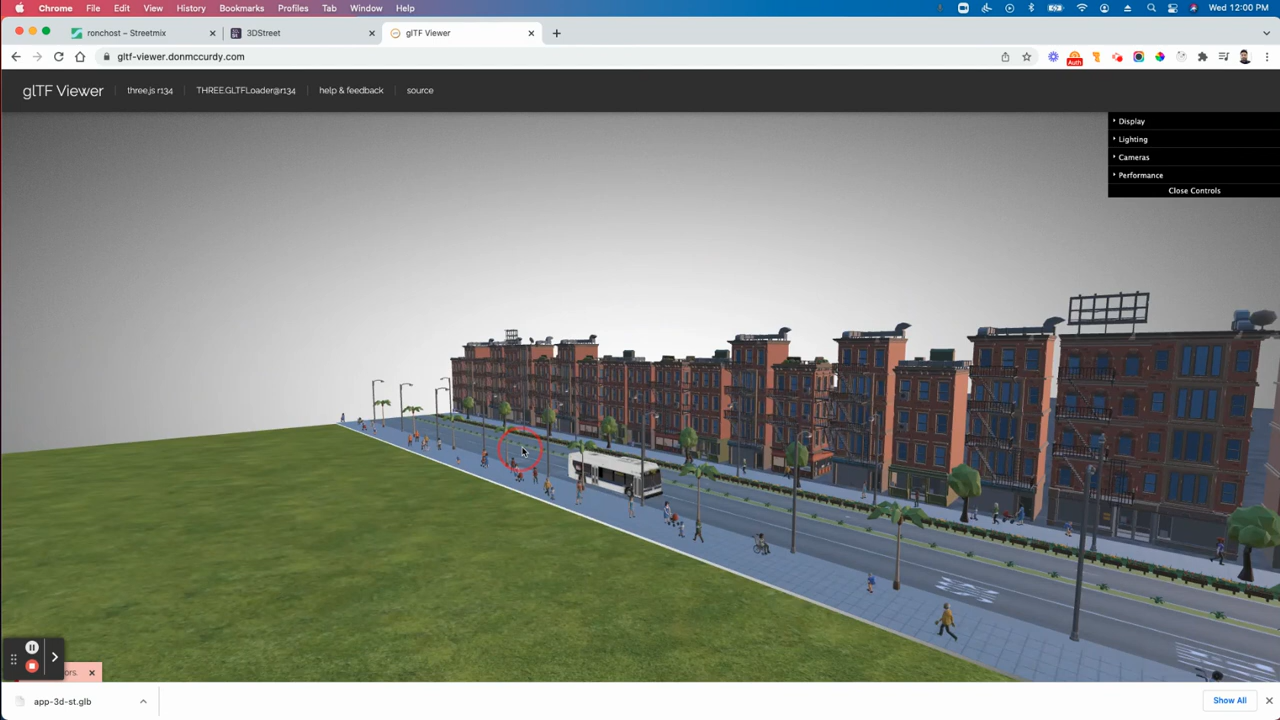 Chrome File Edit View History Bookmarks Profiles Tab Window Help Wed 12:00 PM
ronchost – Streetmix 3DStreet glTF Viewer
gltf-viewer.donmccurdy.com
Auth
glTF Viewer three.js r134 THREE.GLTFLoader@r134 help & feedback source
Display
Lighting
Cameras
Performance
Close Controls
ors.
app-3d-st.glb Show All